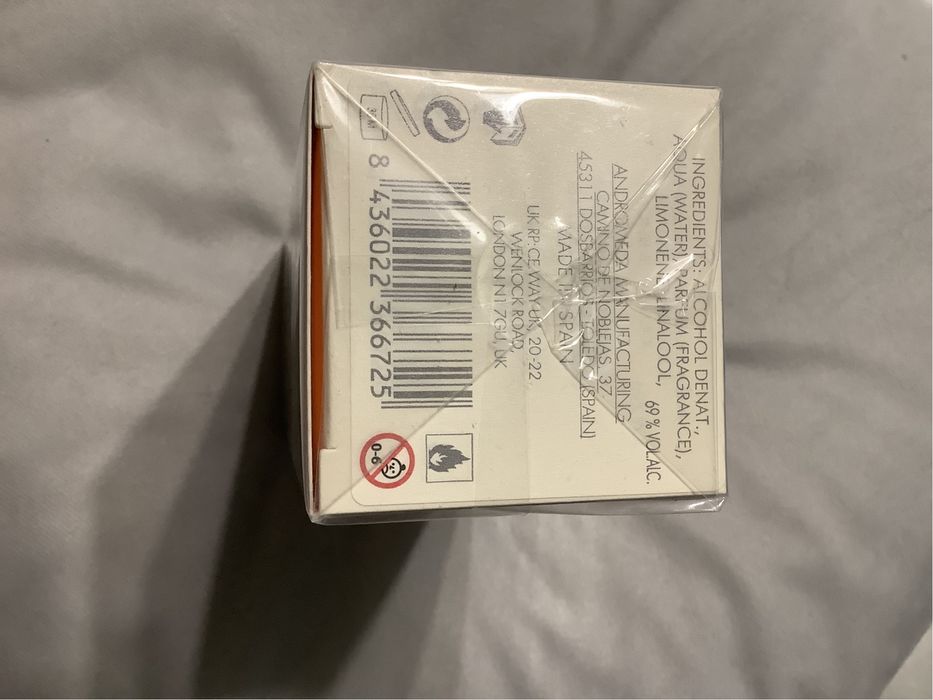 INGREDIENTS: ALCOHOL DENAT.,
AQUA (WATER), PARFUM (FRAGRANCE),
LIMONENE, LINALOOL, 69 % VOL.ALC.
ANDROMEDA MANUFACTURING
CAMINO DE NOBLEJAS, 37
45311 DOSBARRIOS - TOLEDO (SPAIN)
MADE IN SPAIN
UK RP: CE WAY UK, 20-22,
WENLOCK ROAD,
LONDON N1 7GU, UK
8 436022 366725
0-6